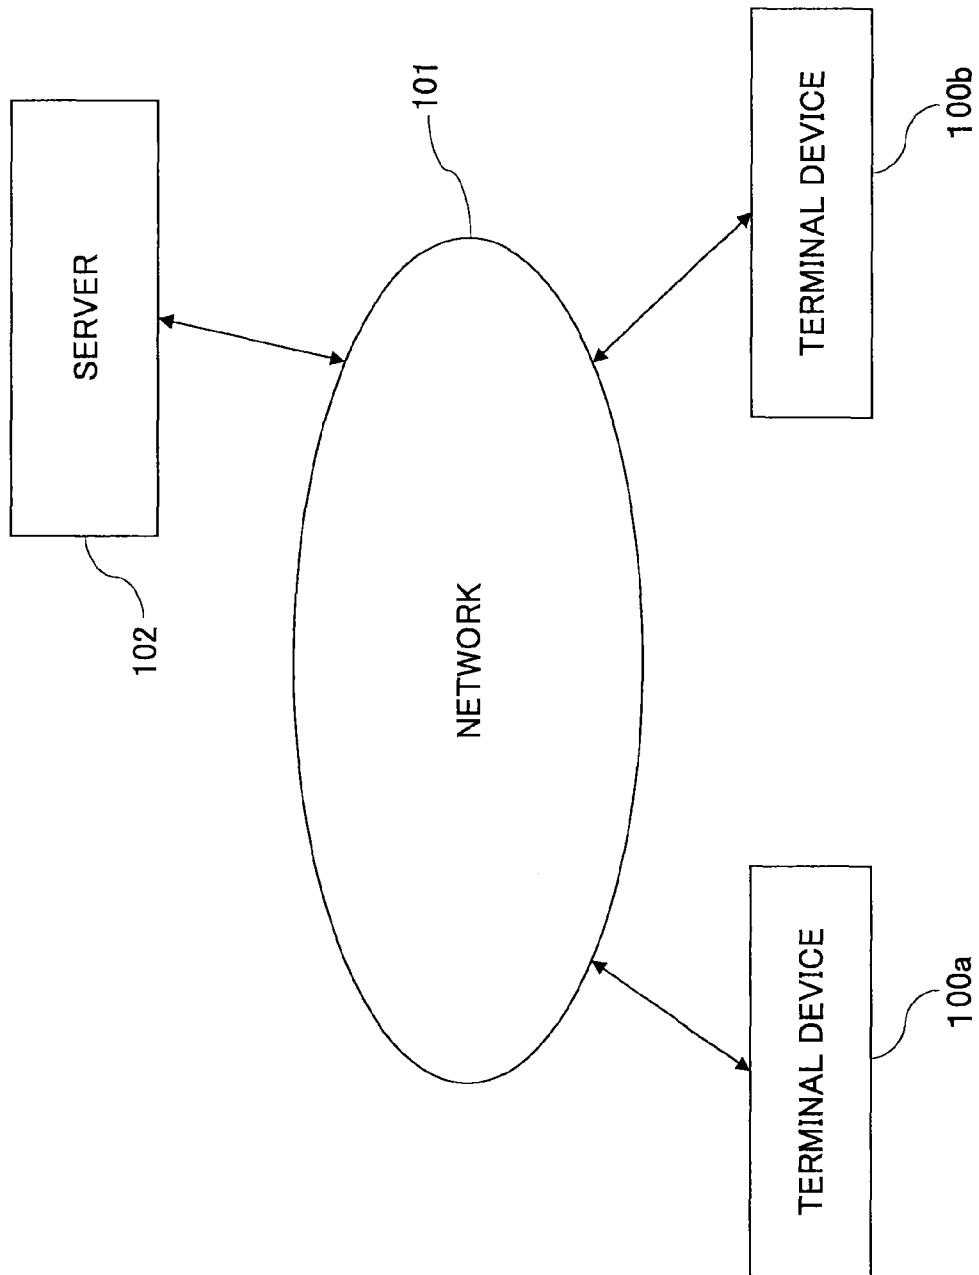 SERVER
102
101
NETWORK
TERMINAL DEVICE
100a
TERMINAL DEVICE
100b